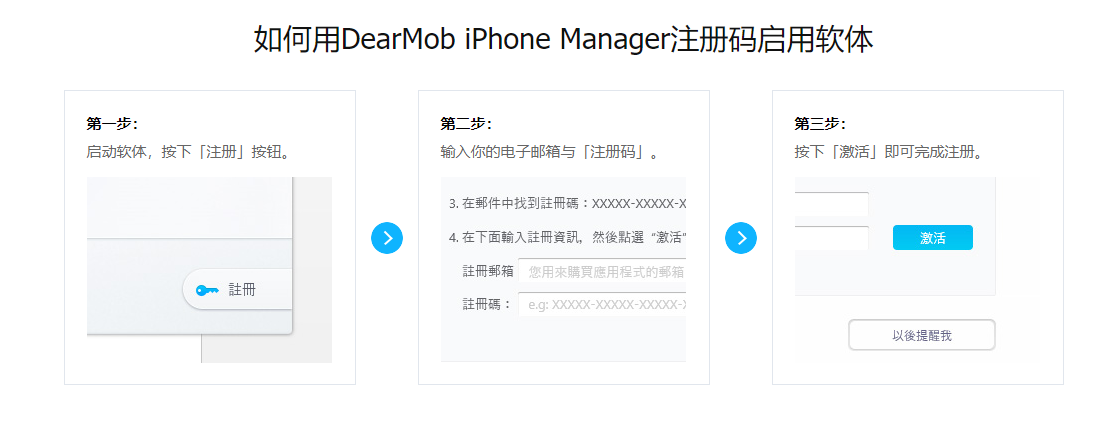 如何用DearMob iPhone Manager注册码启用软体
第一步：
启动软体，按下「注册」按钮。
註冊
第二步：
输入你的电子邮箱与「注册码」。
3. 在郵件中找到註冊碼：XXXXX-XXXXX-X
4. 在下面輸入註冊資訊，然後點選“激活”
註冊郵箱
您用來購買應用程式的郵箱
註冊碼：
e.g: XXXXX-XXXXX-XXXXX-X
第三步：
按下「激活」即可完成注册。
激活
以後提醒我